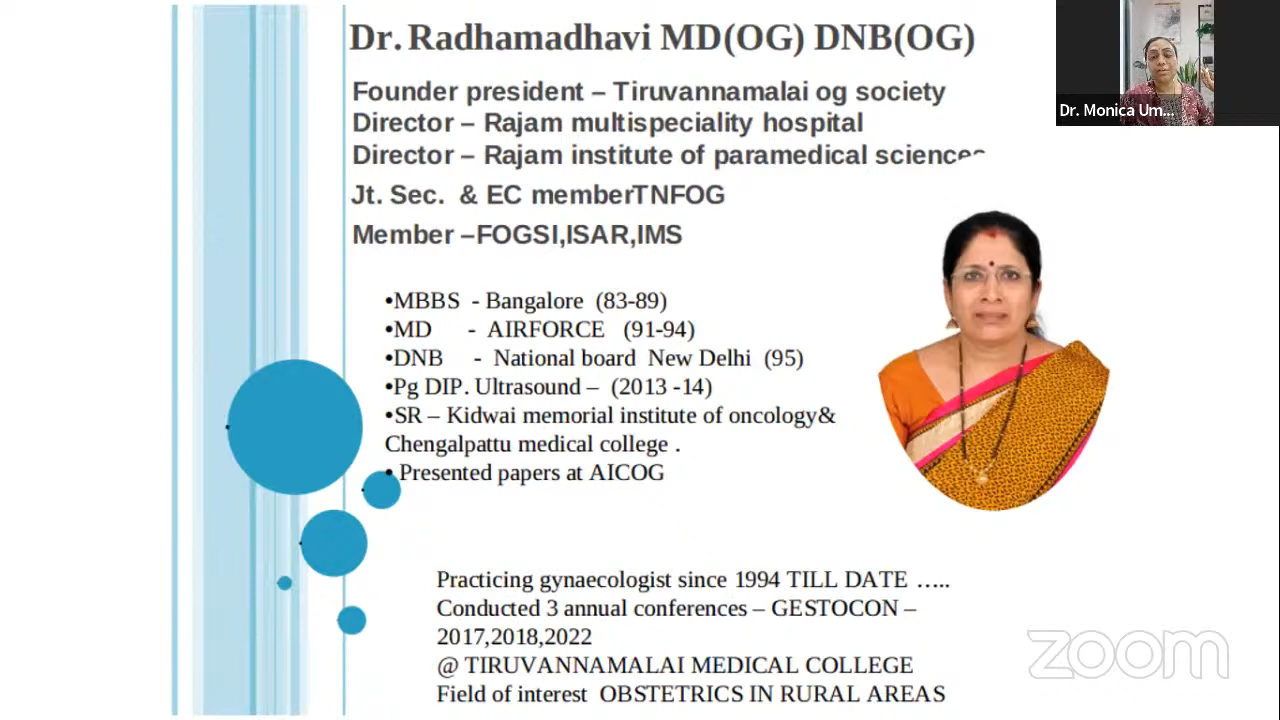 Dr. Radhamadhavi MD(OG) DNB(OG)
Founder president – Tiruvannamalai og society
Director – Rajam multispeciality hospital
Director – Rajam institute of paramedical sciences
Jt. Sec. & EC memberTNFOG
Member –FOGSI,ISAR,IMS
•MBBS - Bangalore (83-89)
•MD - AIRFORCE (91-94)
•DNB - National board New Delhi (95)
•Pg DIP. Ultrasound – (2013 -14)
•SR – Kidwai memorial institute of oncology&
Chengalpattu medical college .
• Presented papers at AICOG
Practicing gynaecologist since 1994 TILL DATE …..
Conducted 3 annual conferences – GESTOCON –
2017,2018,2022
@ TIRUVANNAMALAI MEDICAL COLLEGE
Field of interest OBSTETRICS IN RURAL AREAS
Dr. Monica Um...
zoom